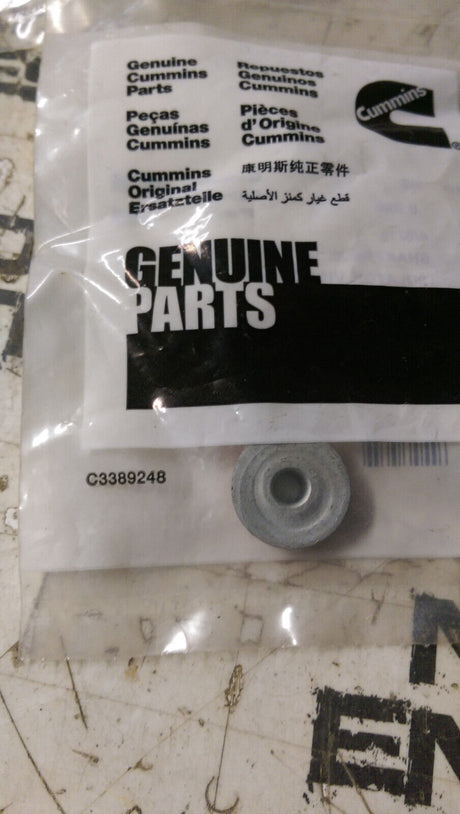 Genuine
Cummins
Parts
Repuestos
Genuinos
Cummins
Cummins
Peças
Genuínas
Cummins
Pièces
d'Origine
Cummins
Cummins
Original
Ersatzteile
康明斯纯正零件
قطع غيار كمنز الأصلية
GENUINE
PARTS
C3389248